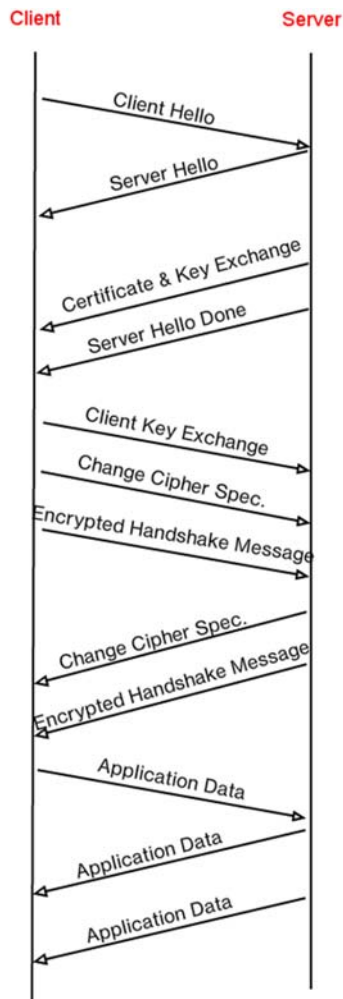 Client
Server
Client Hello
Server Hello
Certificate & Key Exchange
Server Hello Done
Client Key Exchange
Change Cipher Spec.
Encrypted Handshake Message
Change Cipher Spec.
Encrypted Handshake Message
Application Data
Application Data
Application Data